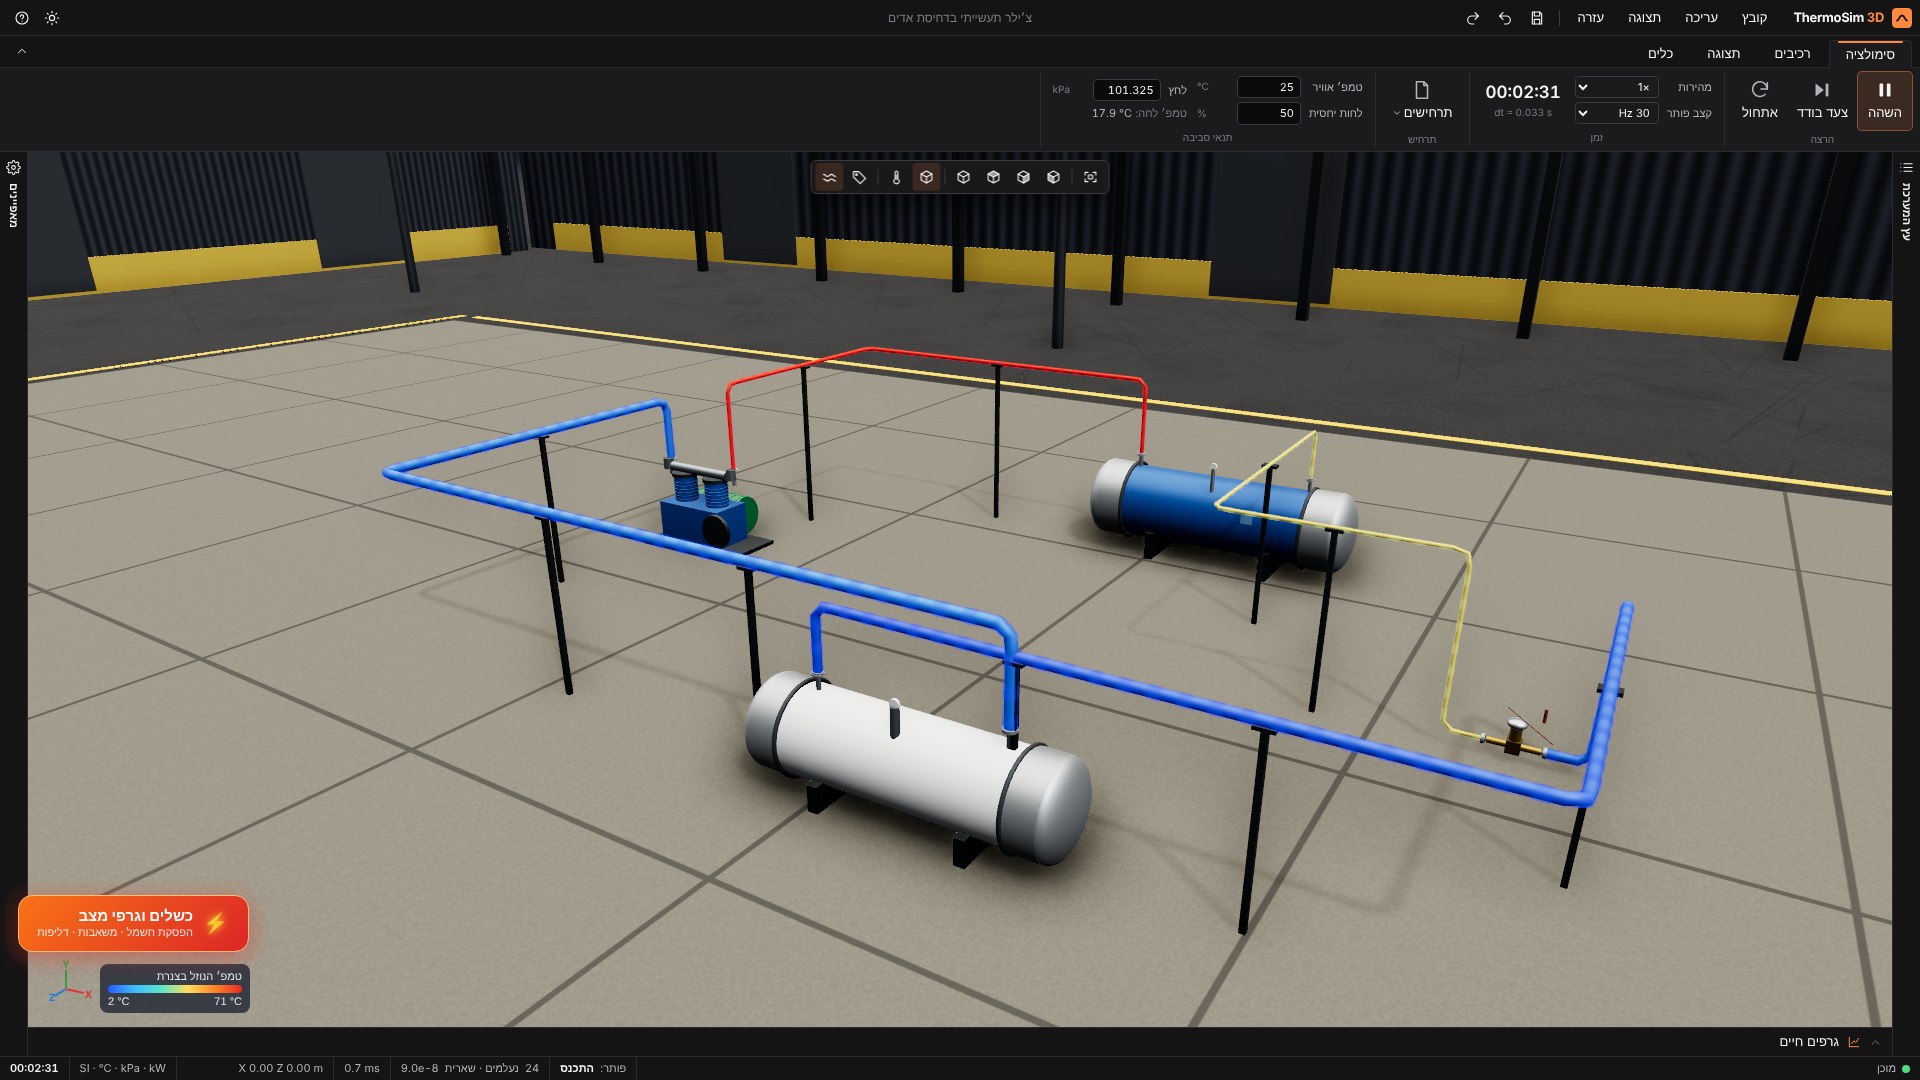 ThermoSim 3D
קובץ
עריכה
תצוגה
עזרה
צ׳ילר תעשייתי בדחיסת אדים
סימולציה
רכיבים
תצוגה
כלים
השהה
צעד בודד
אתחול
הרצה
מהירות
1×
קצב פותר
30 Hz
00:02:31
dt = 0.033 s
זמן
תרחישים
תרחיש
טמפ׳ אוויר
25
°C
לחץ
101.325
kPa
לחות יחסית
50
%
טמפ׳ לחה: 17.9 °C
תנאי סביבה
עץ המערכת
מאפיינים
⚡ כשלים וגרפי מצב
הפסקת חשמל · משאבות · דליפות
Y
X
Z
טמפ׳ הנוזל בצנרת
2 °C
71 °C
גרפים חיים
מוכן
פותר: התכנס
24 נעלמים · שארית 9.0e-8
0.7 ms
X 0.00 Z 0.00 m
SI · °C · kPa · kW
00:02:31